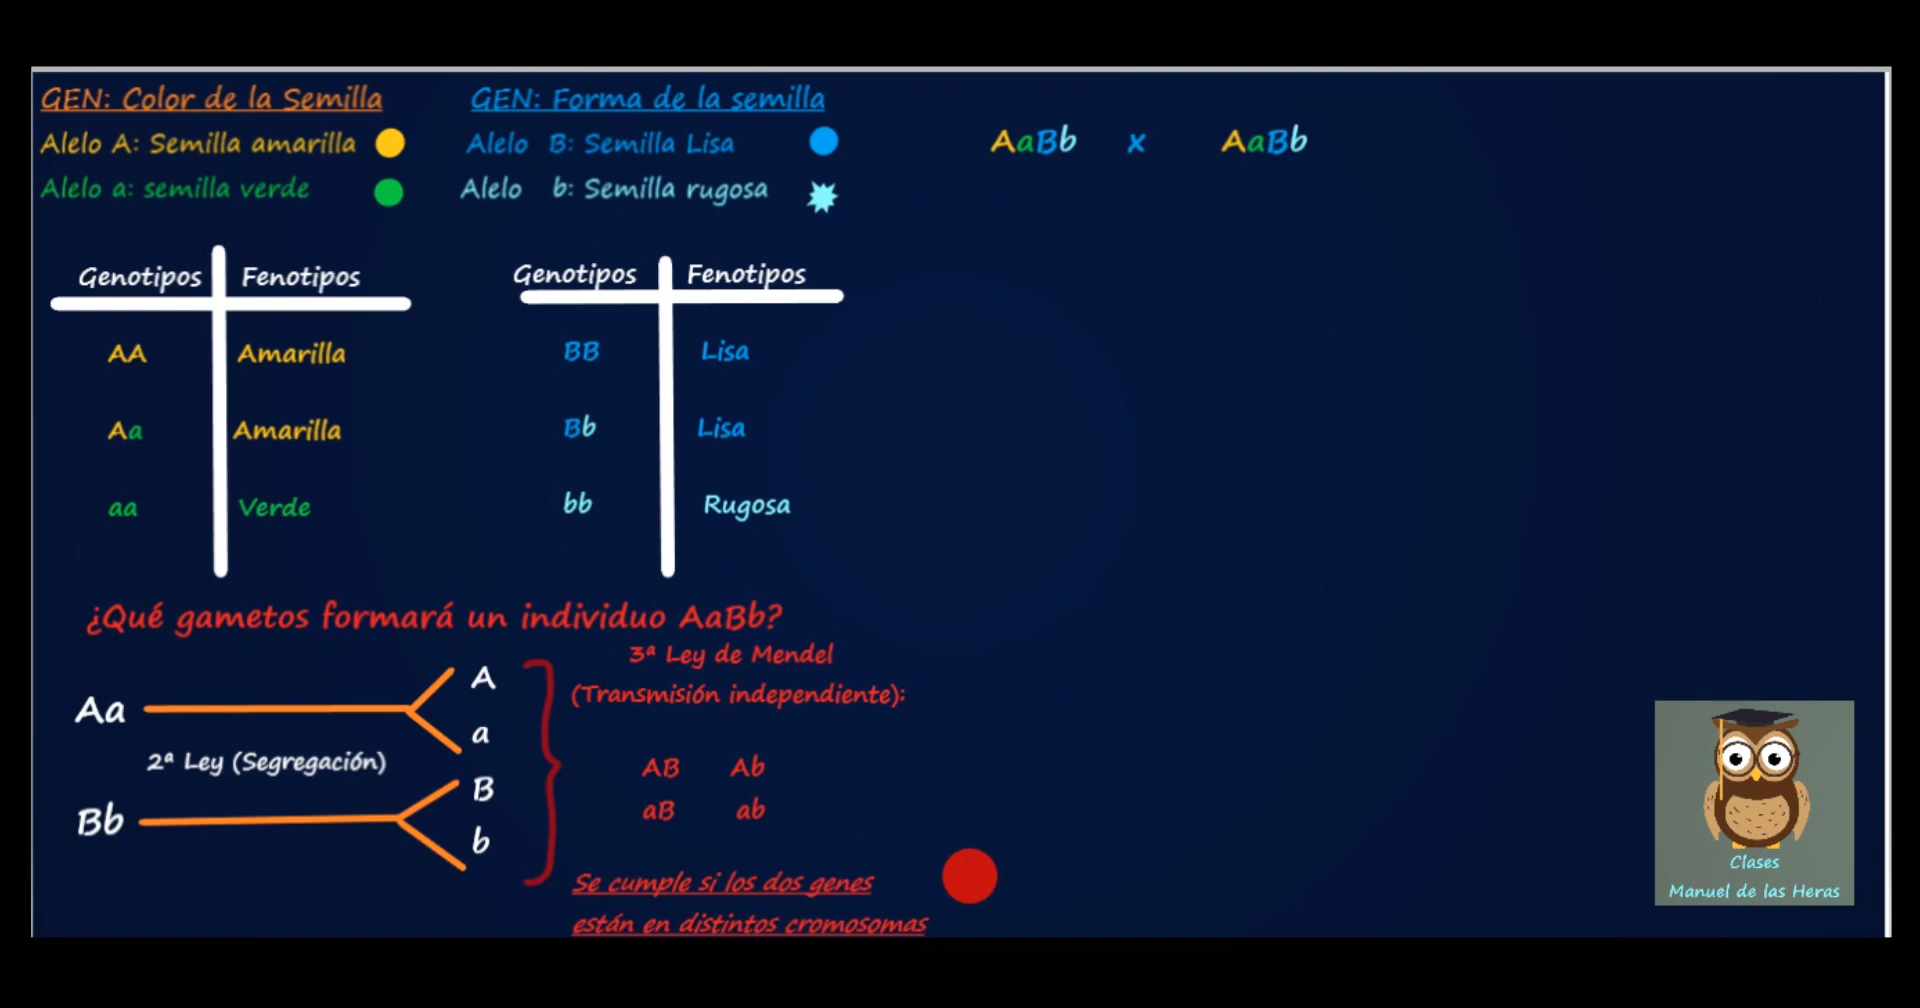 GEN: Color de la Semilla
Alelo A: Semilla amarilla
Alelo a: semilla verde
GEN: Forma de la semilla
Alelo B: Semilla Lisa
Alelo b: Semilla rugosa
AaBb x AaBb
Genotipos Fenotipos
AA Amarilla
Aa Amarilla
aa Verde
Genotipos Fenotipos
BB Lisa
Bb Lisa
bb Rugosa
¿Qué gametos formará un individuo AaBb?
Aa
A
a
2ª Ley (Segregación)
Bb
B
b
3ª Ley de Mendel
(Transmisión independiente):
AB Ab
aB ab
Se cumple si los dos genes
están en distintos cromosomas
Clases
Manuel de las Heras